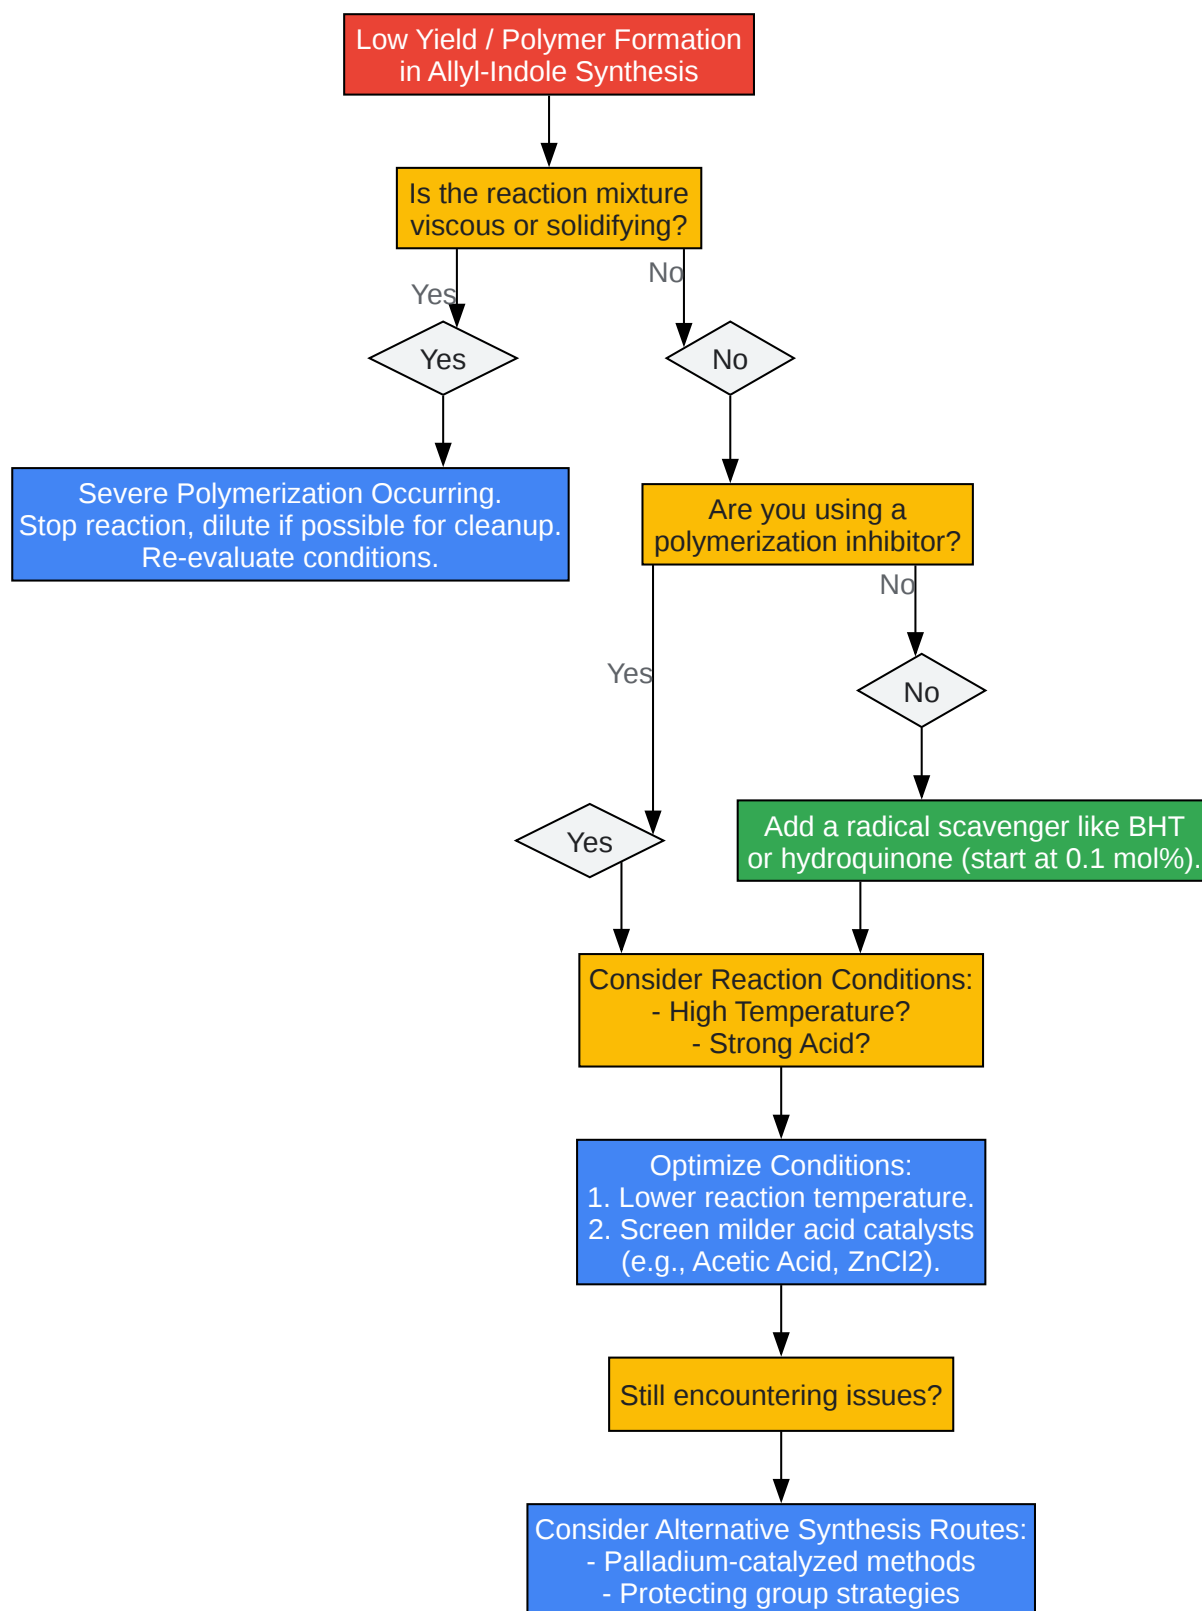 Low Yield / Polymer Formation
in Allyl-Indole Synthesis
Is the reaction mixture
viscous or solidifying?
Yes
No
Yes
No
Severe Polymerization Occurring.
Stop reaction, dilute if possible for cleanup.
Re-evaluate conditions.
Are you using a
polymerization inhibitor?
No
Yes
No
Add a radical scavenger like BHT
or hydroquinone (start at 0.1 mol%).
Yes
Consider Reaction Conditions:
- High Temperature?
- Strong Acid?
Optimize Conditions:
1. Lower reaction temperature.
2. Screen milder acid catalysts
(e.g., Acetic Acid, ZnCl2).
Still encountering issues?
Consider Alternative Synthesis Routes:
- Palladium-catalyzed methods
- Protecting group strategies